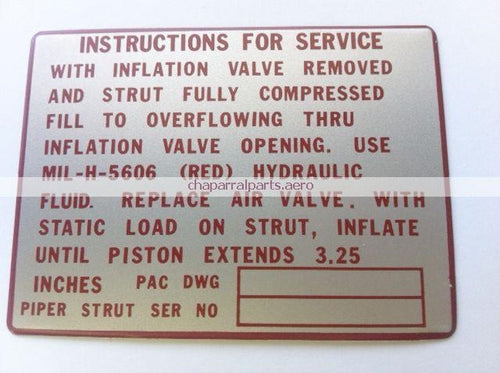 INSTRUCTIONS FOR SERVICE
WITH INFLATION VALVE REMOVED
AND STRUT FULLY COMPRESSED
FILL TO OVERFLOWING THRU
INFLATION VALVE OPENING. USE
MIL-H-5606 (RED) HYDRAULIC
chaparralparts.aero
FLUID. REPLACE AIR VALVE. WITH
STATIC LOAD ON STRUT, INFLATE
UNTIL PISTON EXTENDS 3.25
INCHES PAC DWG
PIPER STRUT SER NO